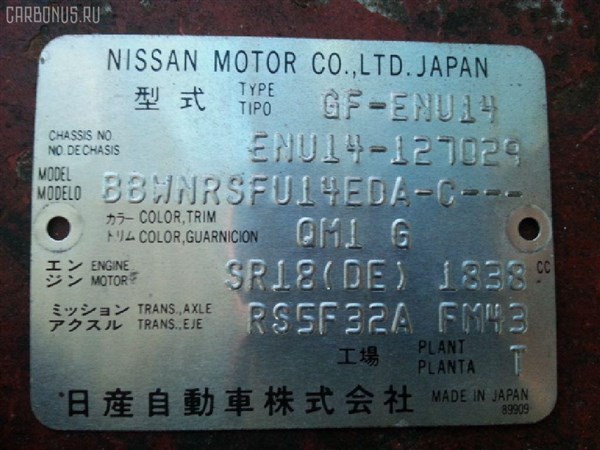 CARBONUS.RU
NISSAN MOTOR CO.,LTD. JAPAN
型式 TYPE TIPO GF-ENU14
CHASSIS NO. NO. DE CHASIS ENU14-127029
MODEL MODELO BBWNRSFU14EDA-C---
カラー COLOR,TRIM
トリム COLOR,GUARNICION QM1 G
エンジン ENGINE MOTOR SR18(DE) 1838 CC
ミッション TRANS.,AXLE
アクスル TRANS.,EJE RS5F32A FM43
工場 PLANT PLANTA T
日産自動車株式会社 MADE IN JAPAN
89909